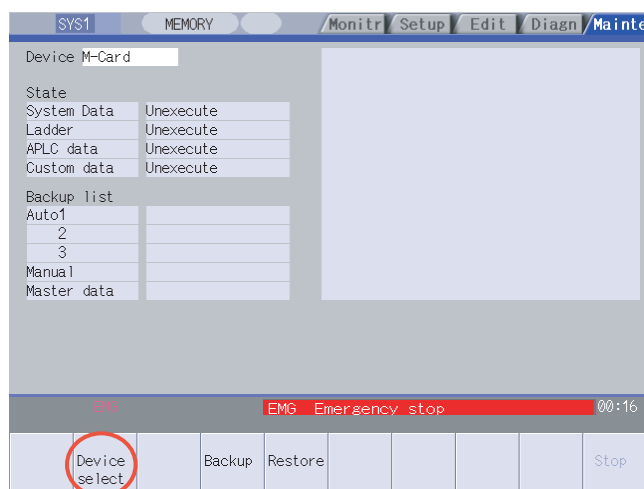 SYS1 MEMORY Monitr Setup Edit Diagn Mainte
Device M-Card
State
System Data Unexecute
Ladder Unexecute
APLC data Unexecute
Custom data Unexecute
Backup list
Auto1
2
3
Manual
Master data
EMG Emergency stop 00:16
Device select Backup Restore Stop